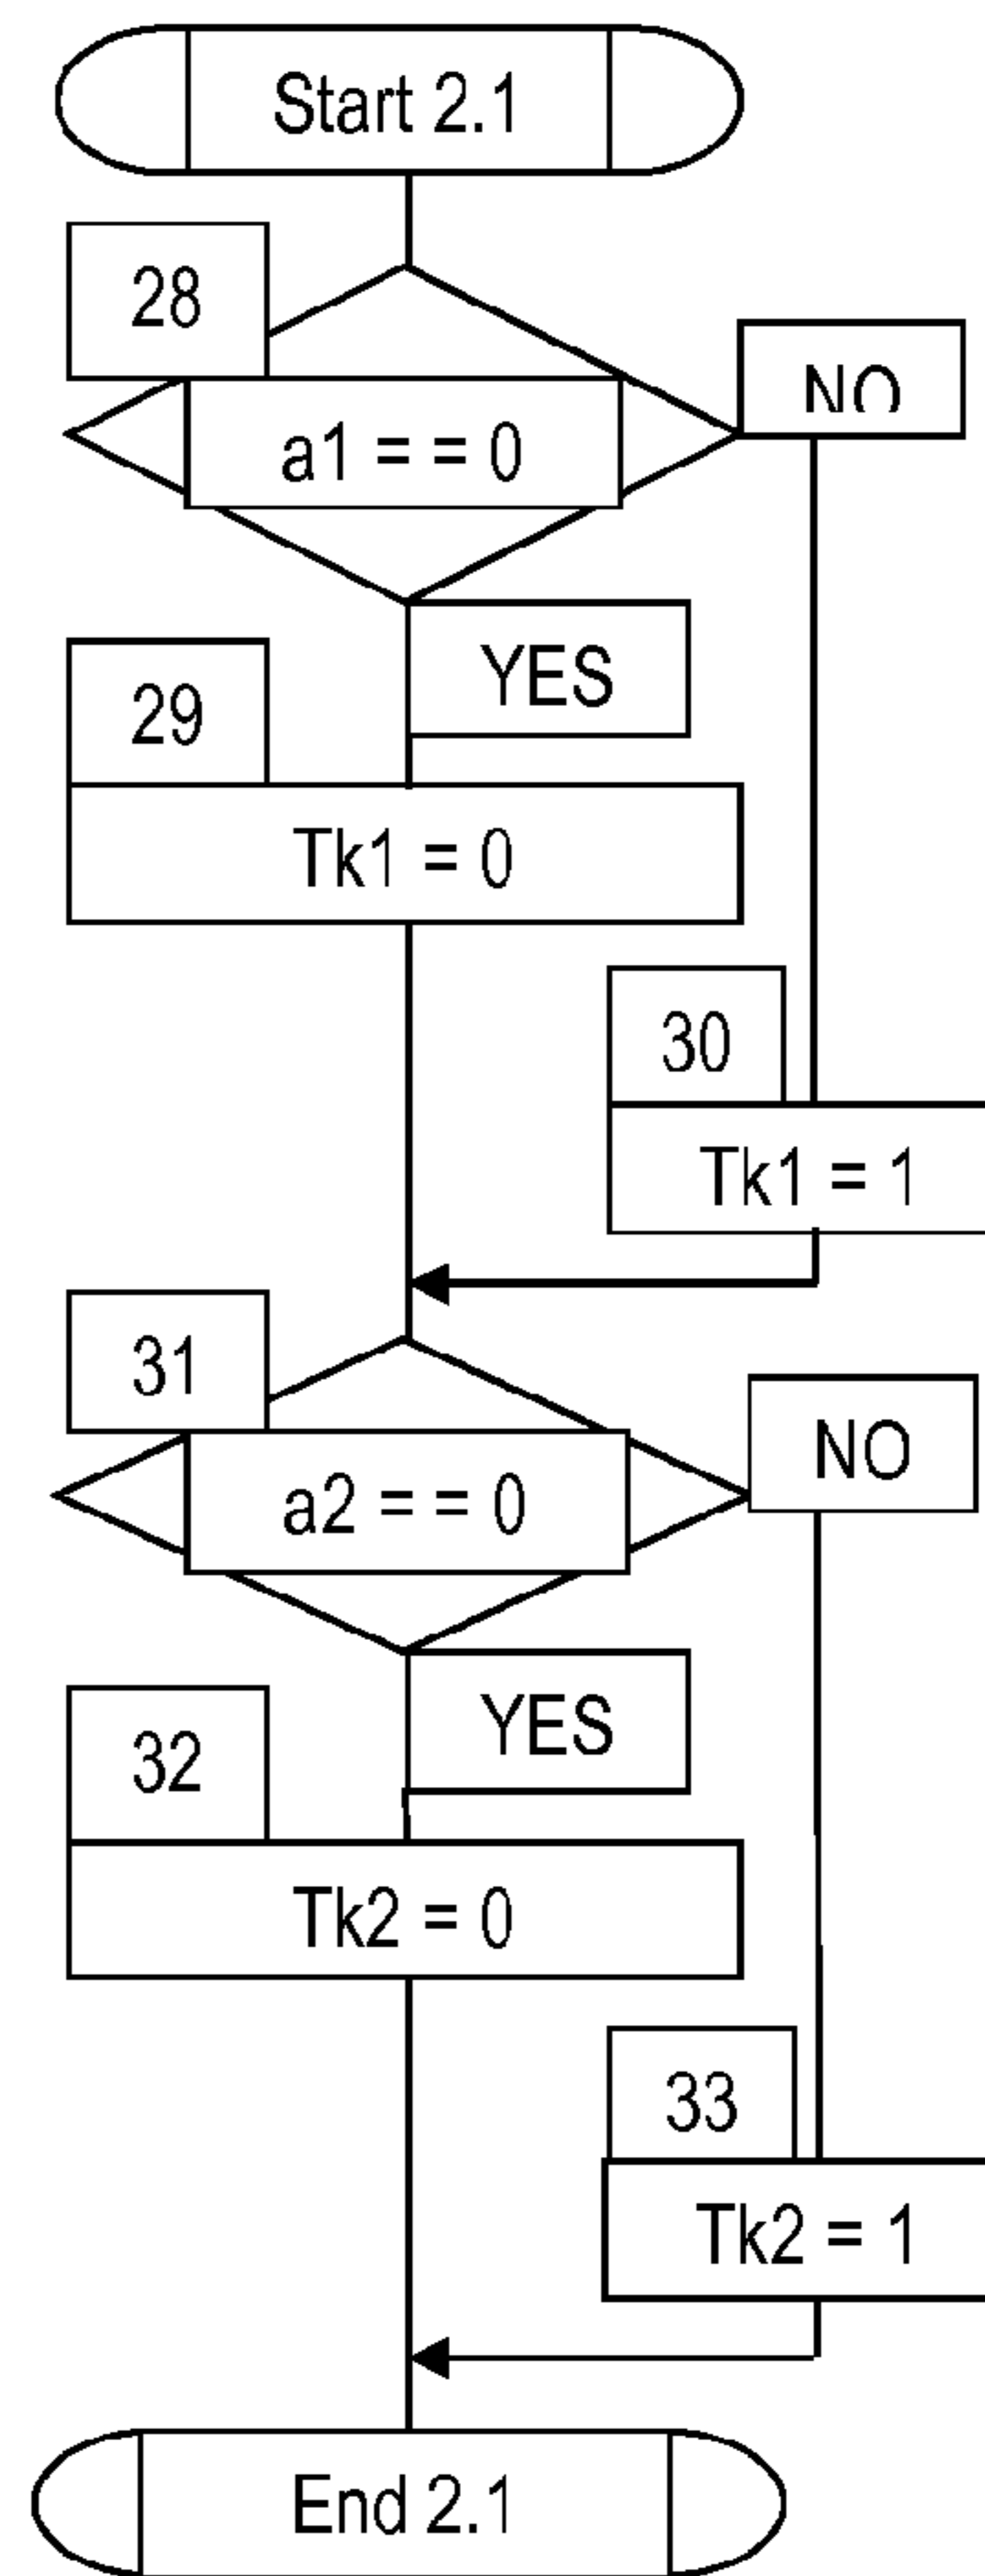 Start 2.1
28
NO
a1 = = 0
YES
29
Tk1 = 0
30
Tk1 = 1
31
NO
a2 = = 0
YES
32
Tk2 = 0
33
Tk2 = 1
End 2.1